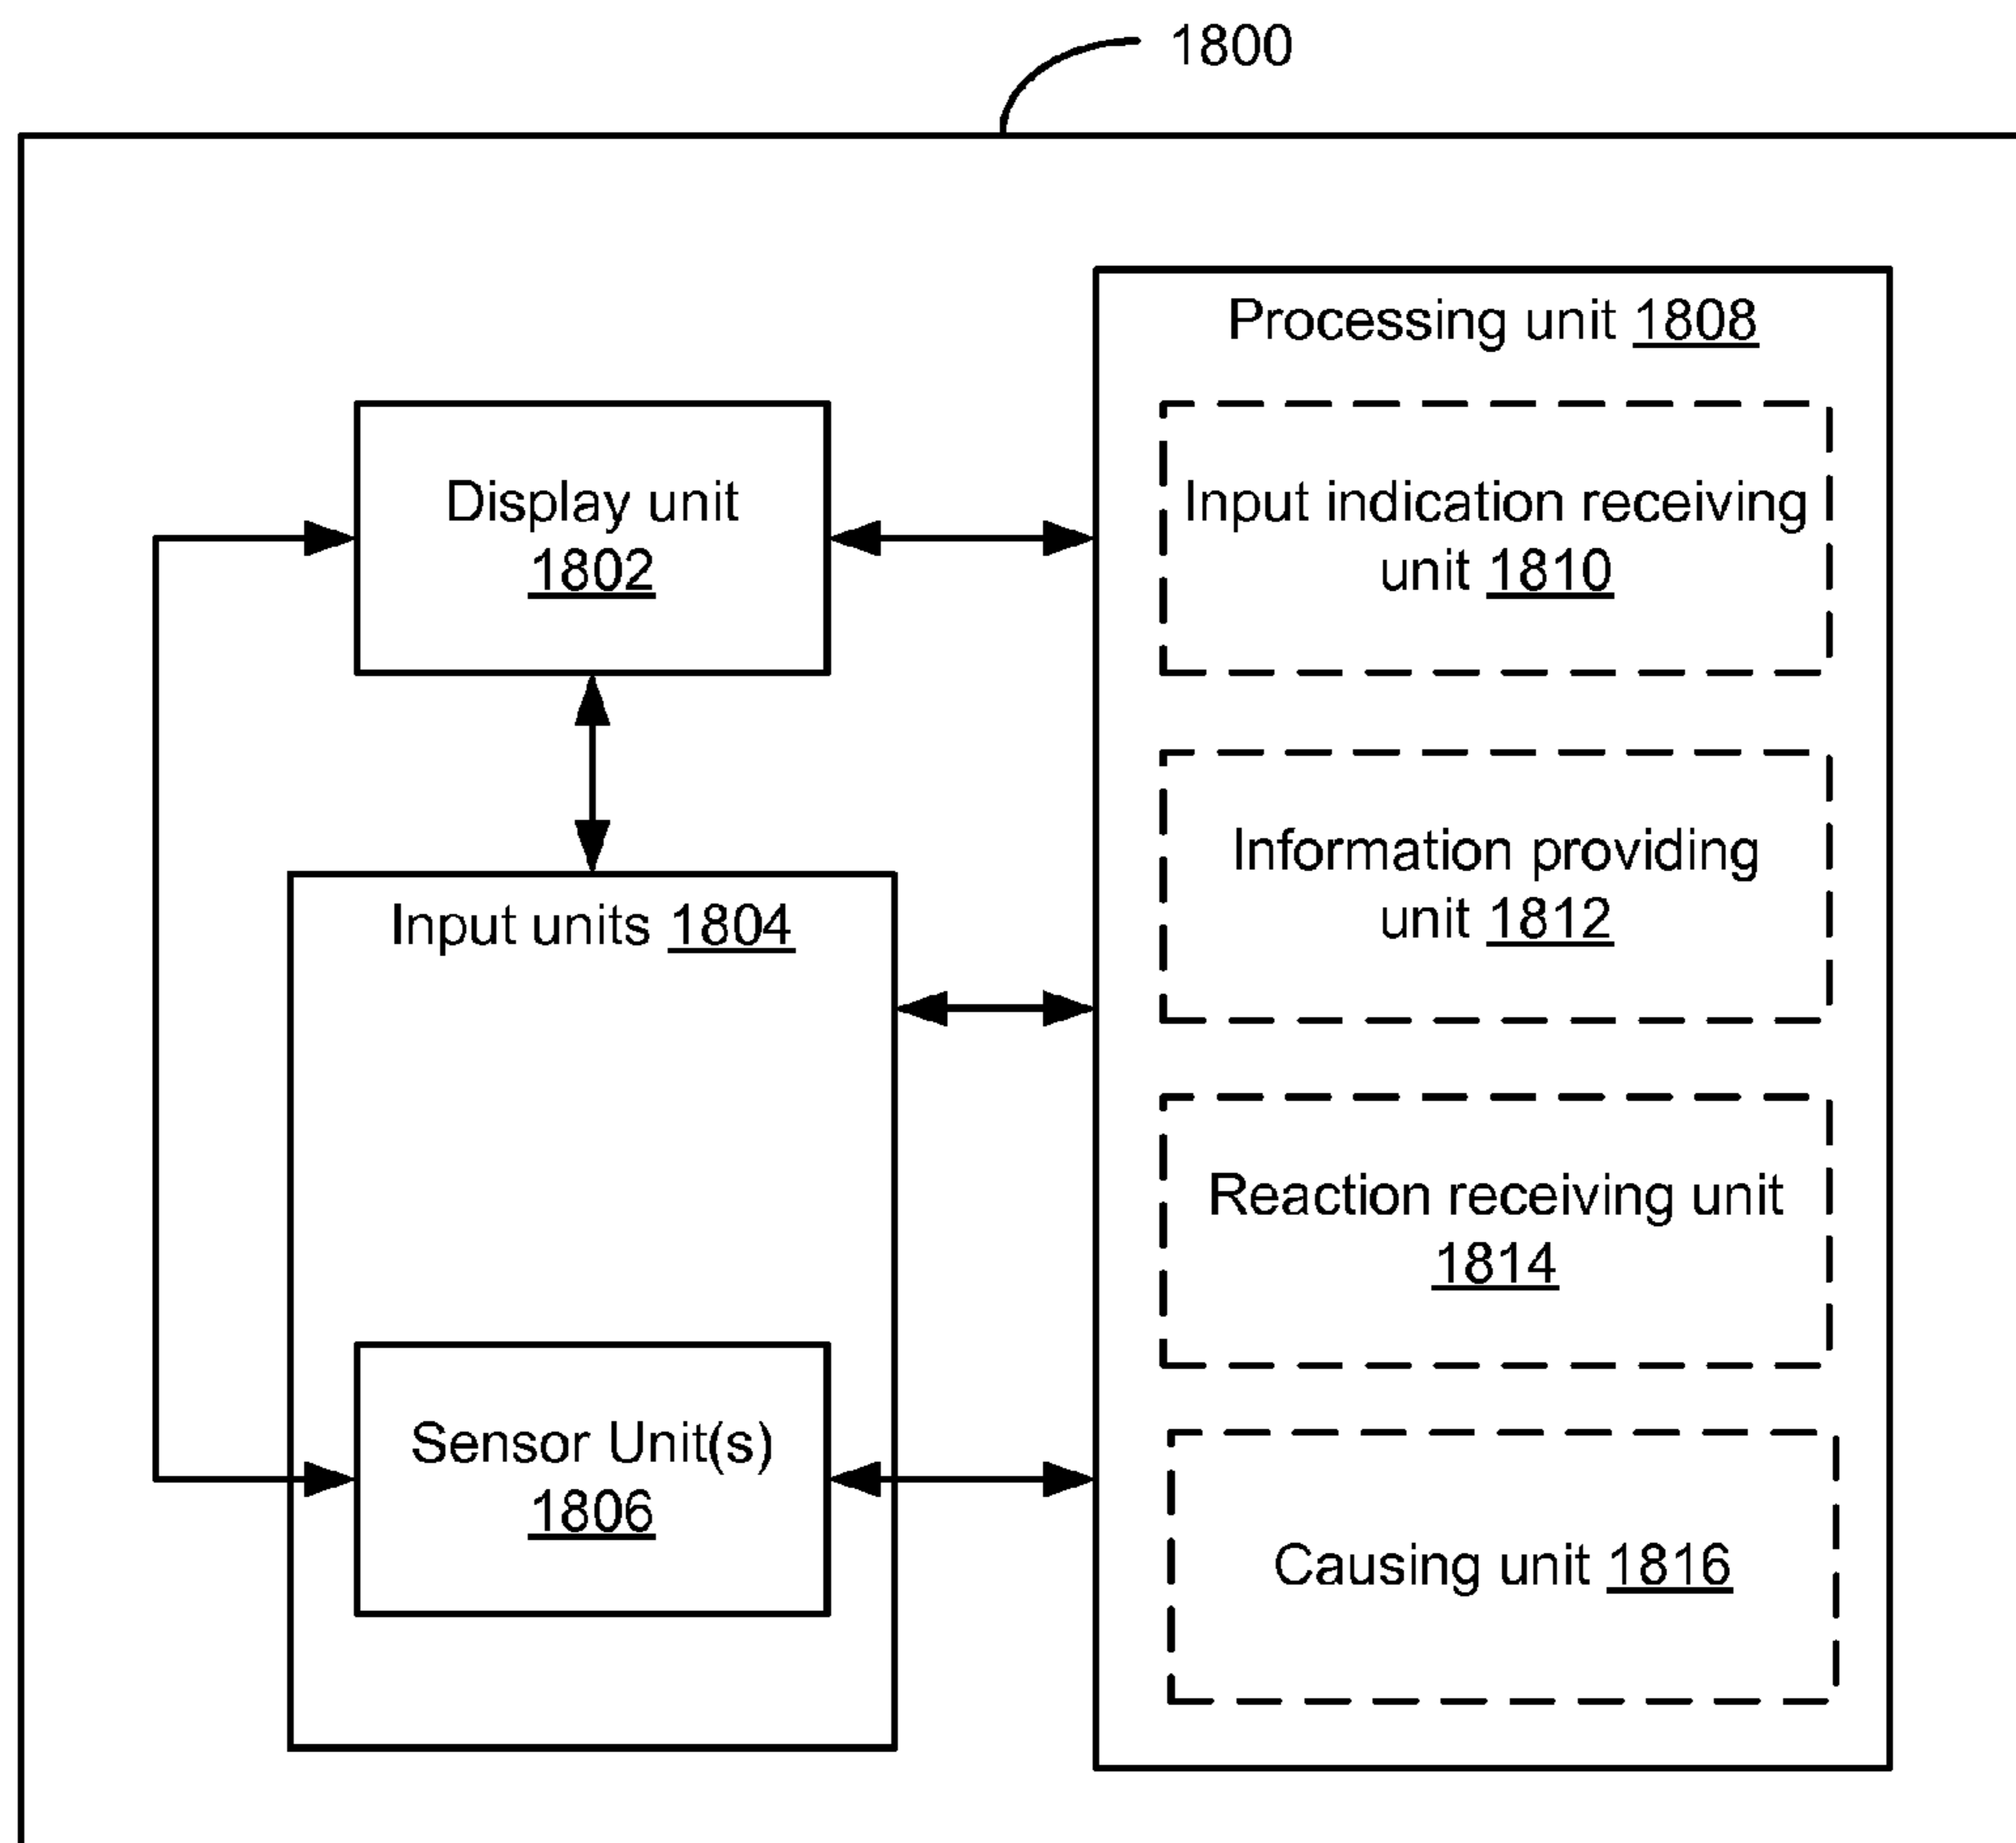 1800
Processing unit 1808
Display unit
1802
Input indication receiving
unit 1810
Information providing
unit 1812
Input units 1804
Reaction receiving unit
1814
Sensor Unit(s)
1806
Causing unit 1816